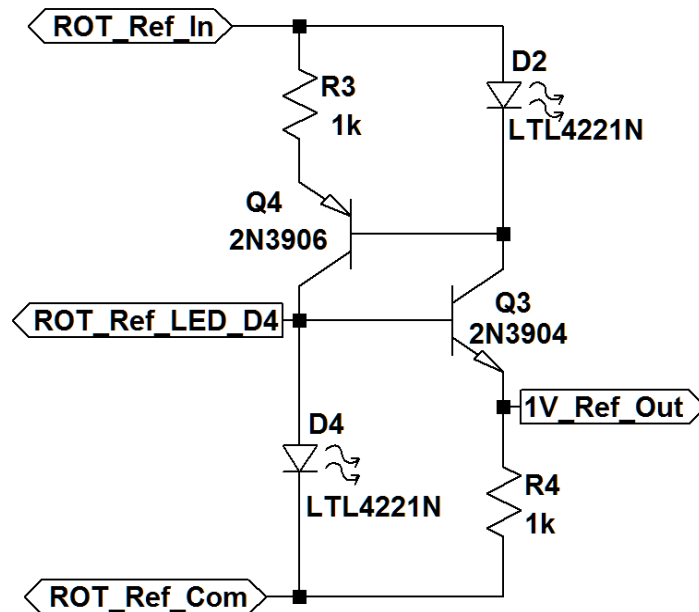 ROT_Ref_In
D2
R3
1k
LTL4221N
Q4
2N3906
Q3
ROT_Ref_LED_D4
2N3904
1V_Ref_Out
D4
R4
LTL4221N
1k
ROT_Ref_Com